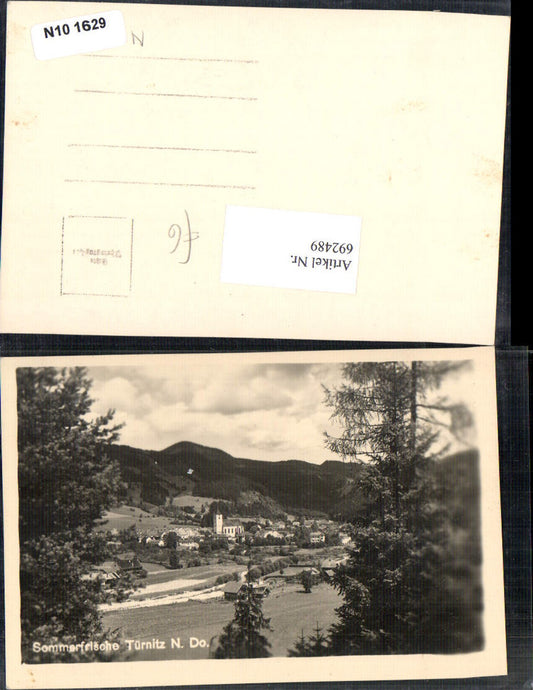 N10 1629
N
f6
Artikel Nr.
692489
Sommerfrische Türnitz N. Do.